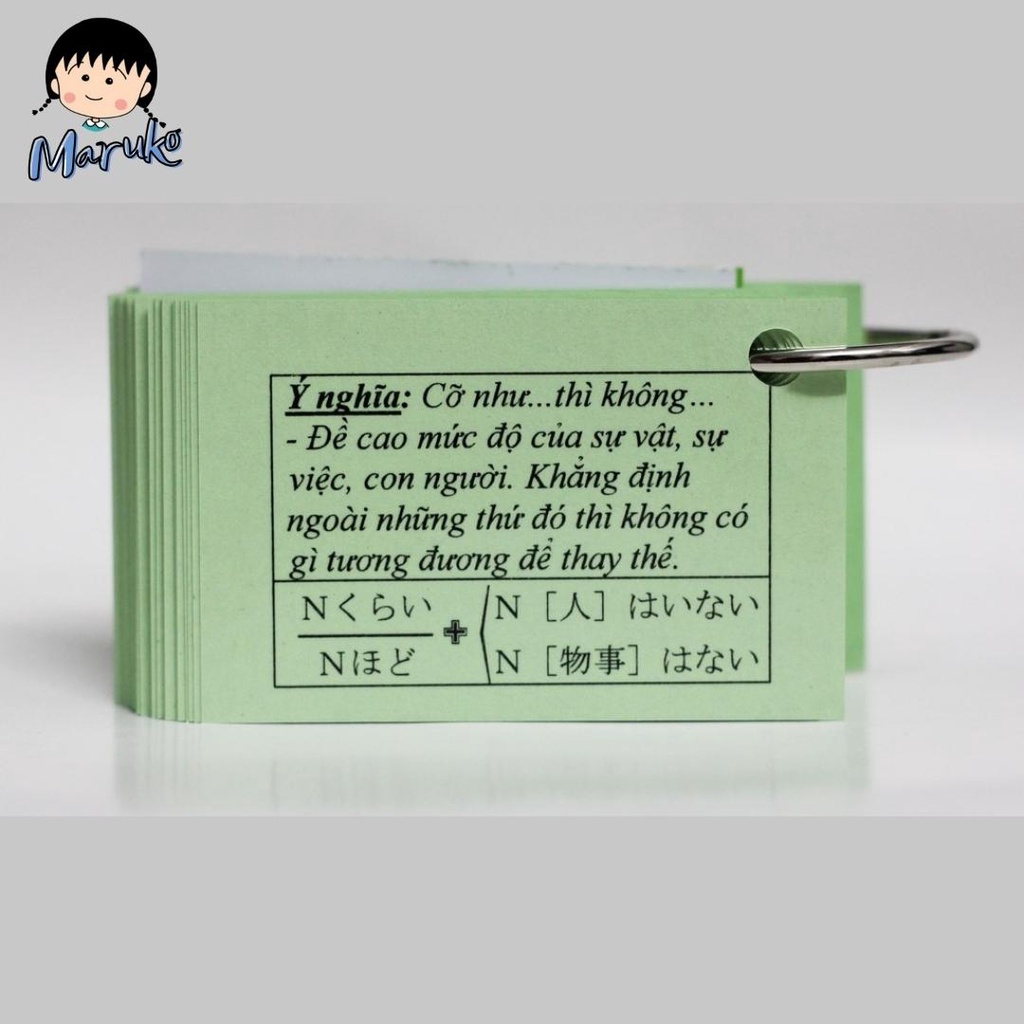 Maruko
Ý nghĩa: Cỡ như...thì không...
- Đề cao mức độ của sự vật, sự
việc, con người. Khẳng định
ngoài những thứ đó thì không có
gì tương đương để thay thế.
Nくらい
Nほど
+
N［人］はいない
N［物事］はない